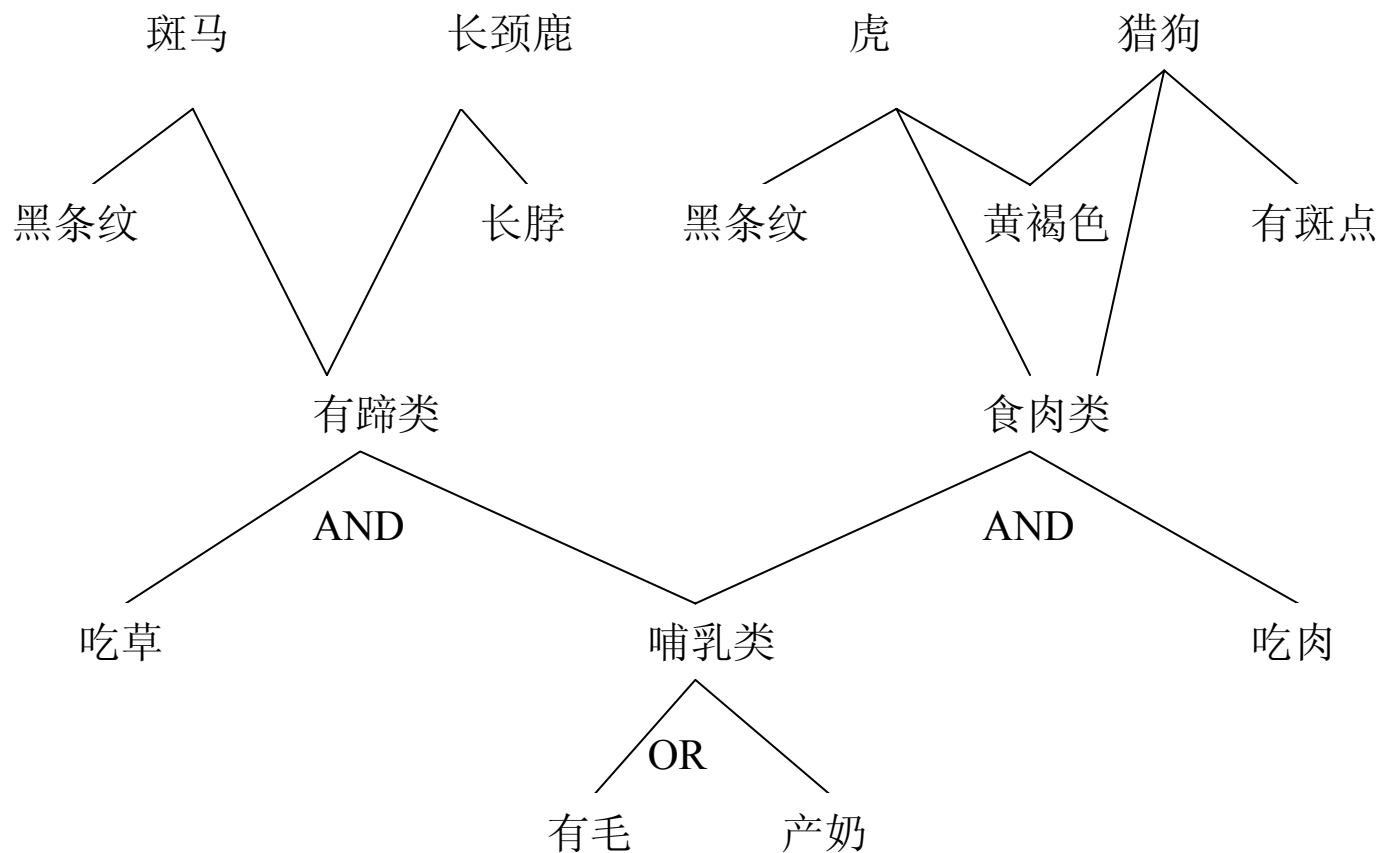 斑马 长颈鹿 虎 猎狗
黑条纹 长脖 黑条纹 黄褐色 有斑点
有蹄类 食肉类
AND AND
吃草 哺乳类 吃肉
OR
有毛 产奶